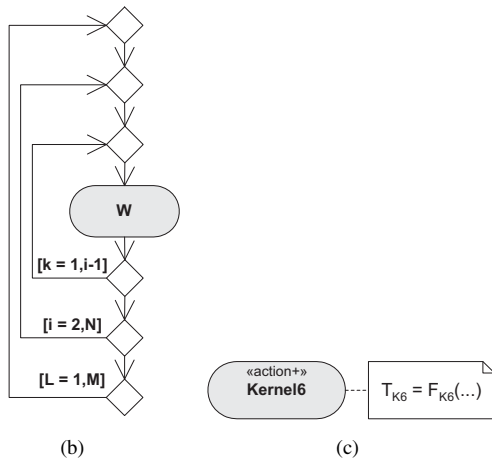 W
[k = 1,i-1]
[i = 2,N]
[L = 1,M]
«action+»
Kernel6
T_K6 = F_K6(...)
(b)
(c)